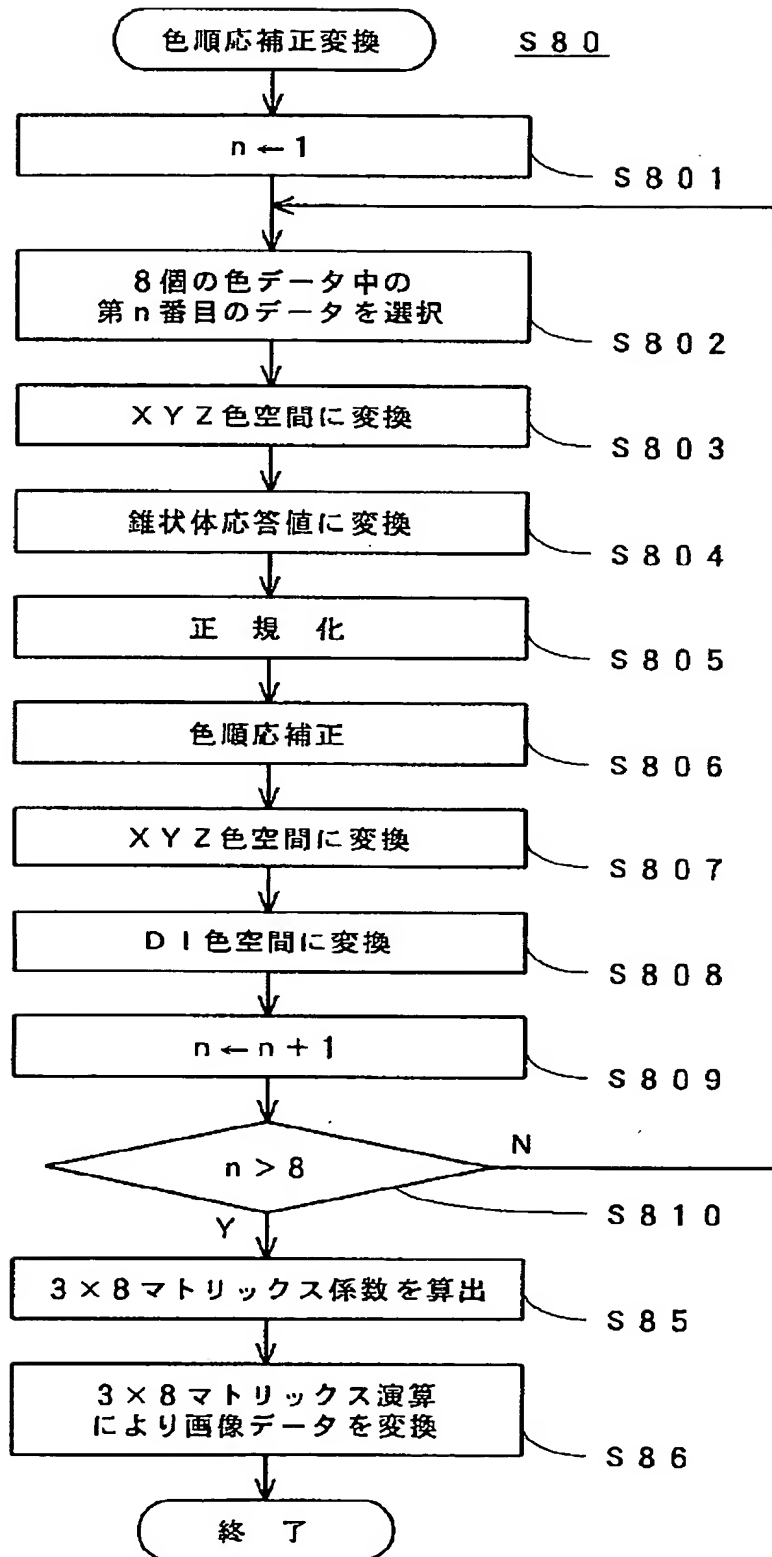 色順応補正変換
S80
n←1
S801
8個の色データ中の
第n番目のデータを選択
S802
XYZ色空間に変換
S803
錐状体応答値に変換
S804
正 規 化
S805
色順応補正
S806
XYZ色空間に変換
S807
DI色空間に変換
S808
n←n+1
S809
n>8
N
S810
Y
3×8マトリックス係数を算出
S85
3×8マトリックス演算
により画像データを変換
S86
終 了